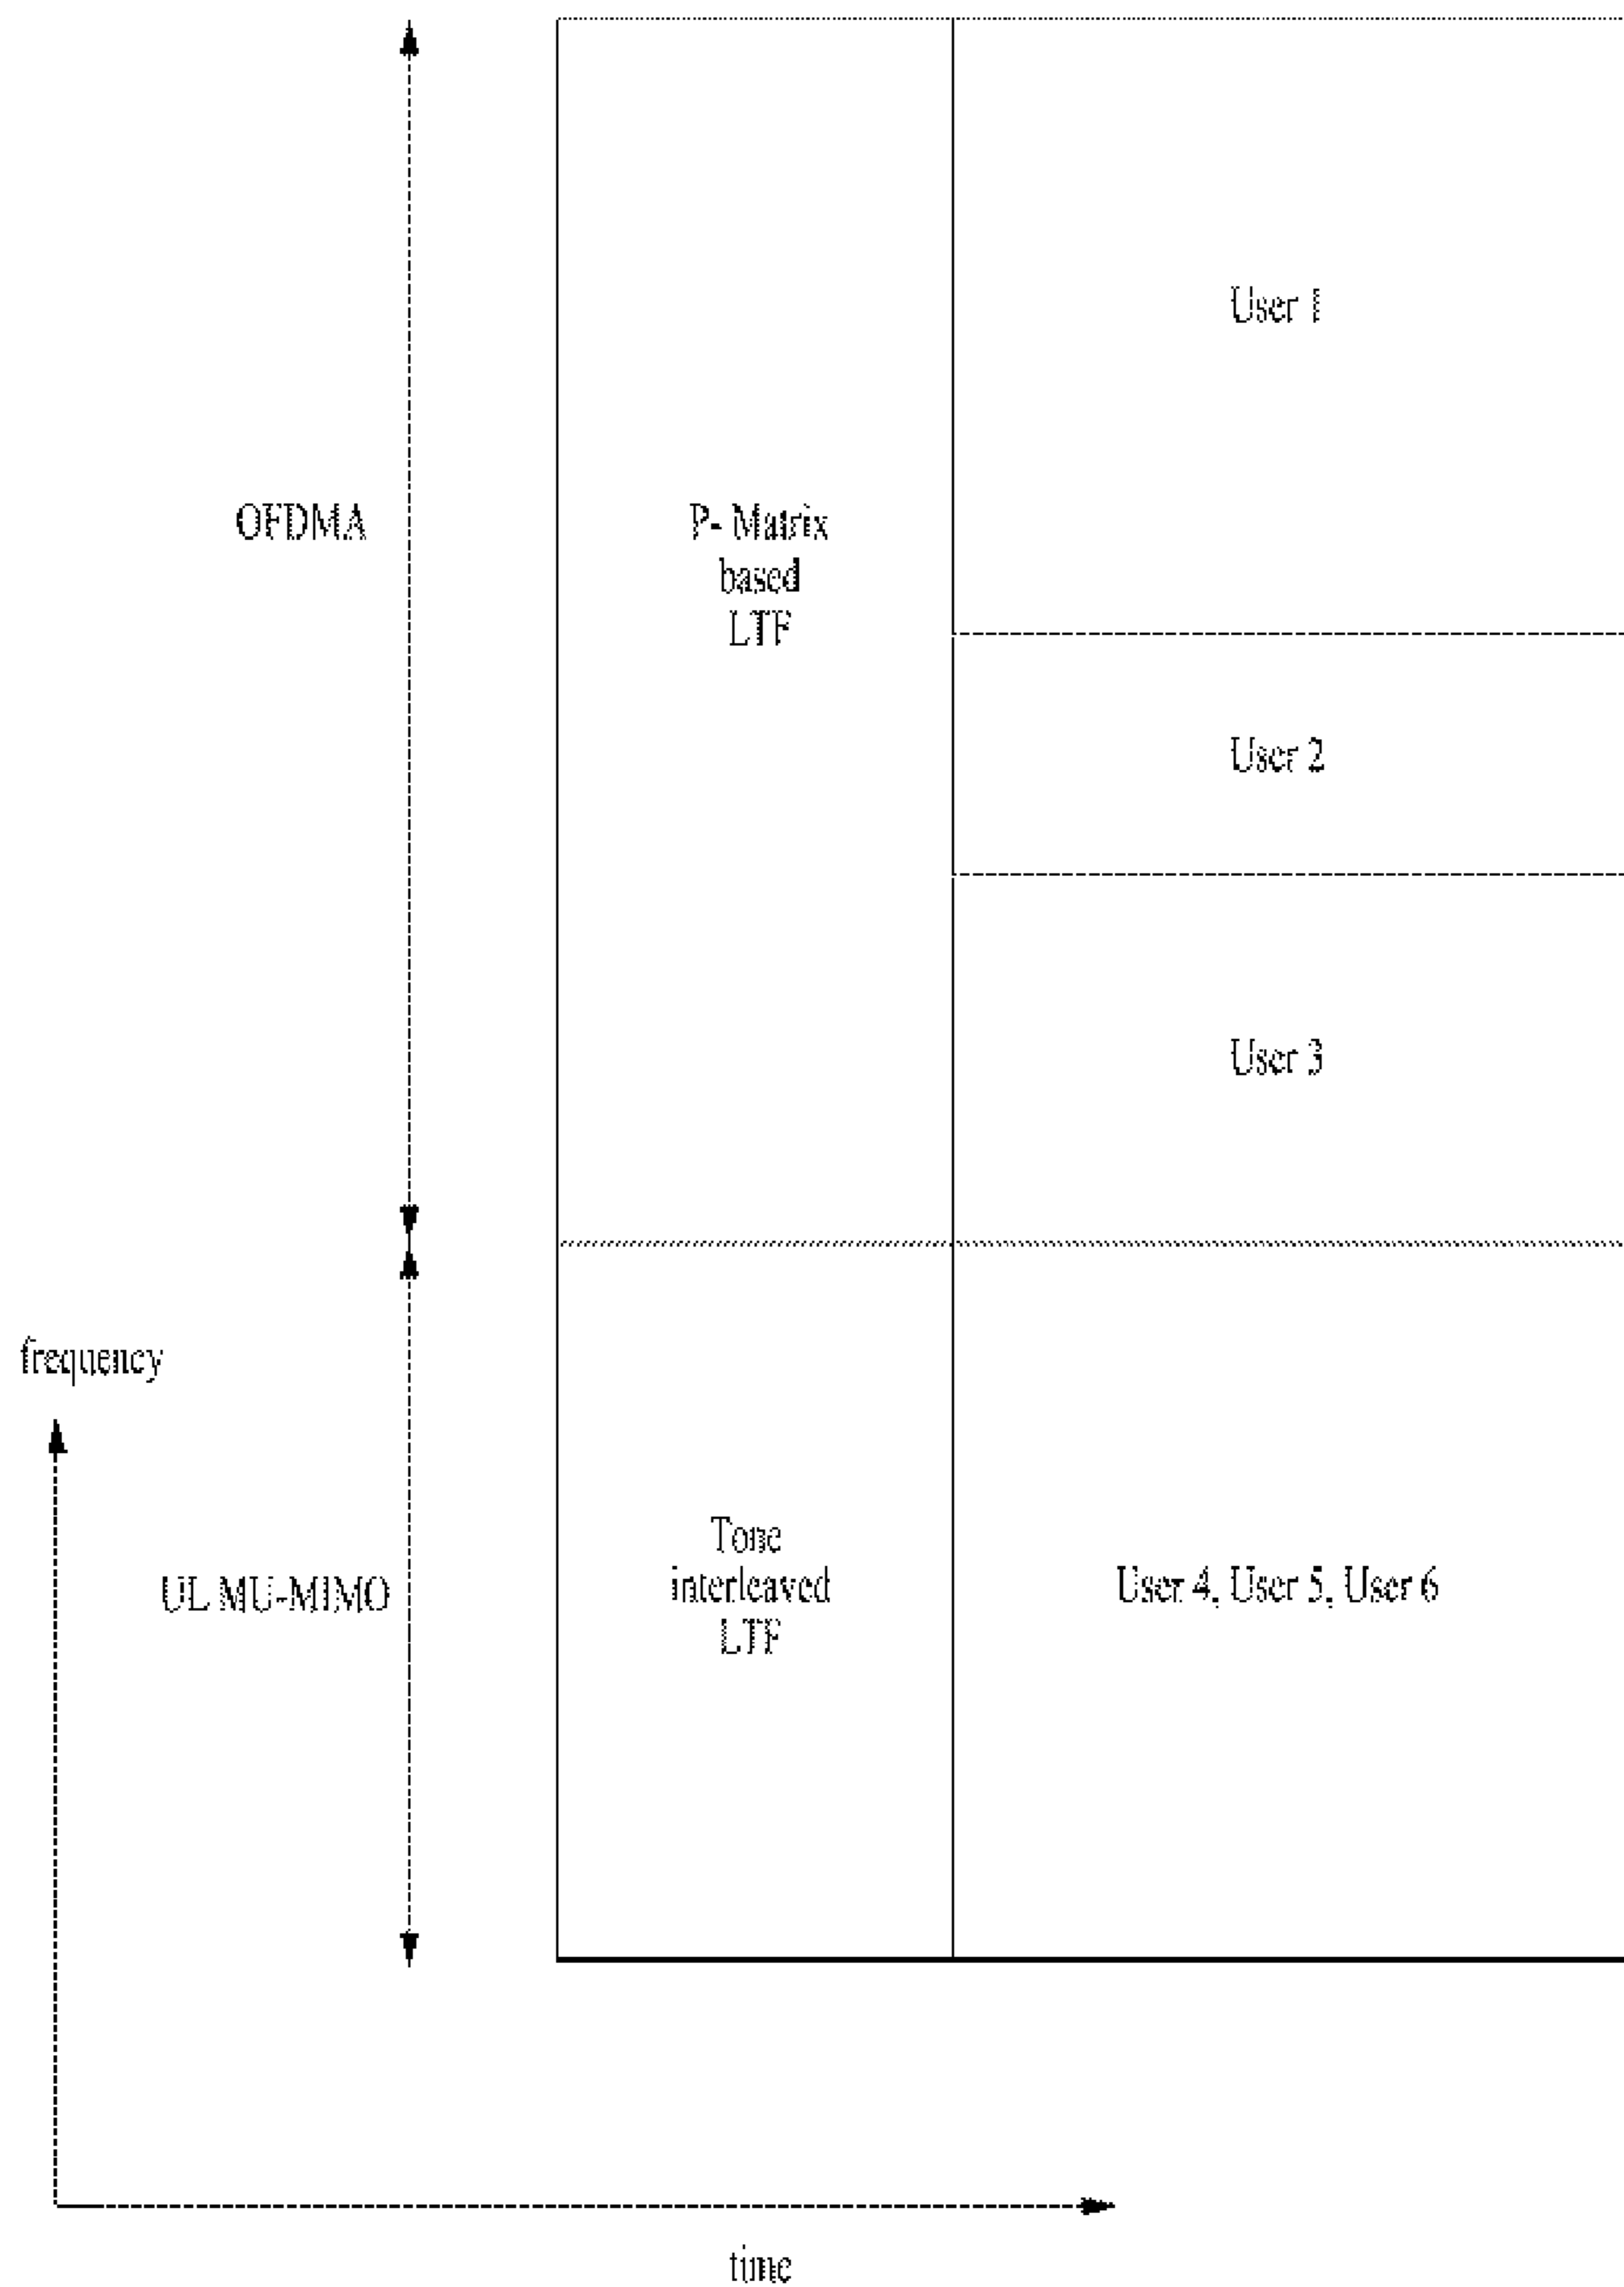 User 1
OFDMA
P- Matrix
based
LTF
User 2
User 3
frequency
Tone
interleaved
LTF
UL MU-MIMO
User 4, User 5, User 6
time